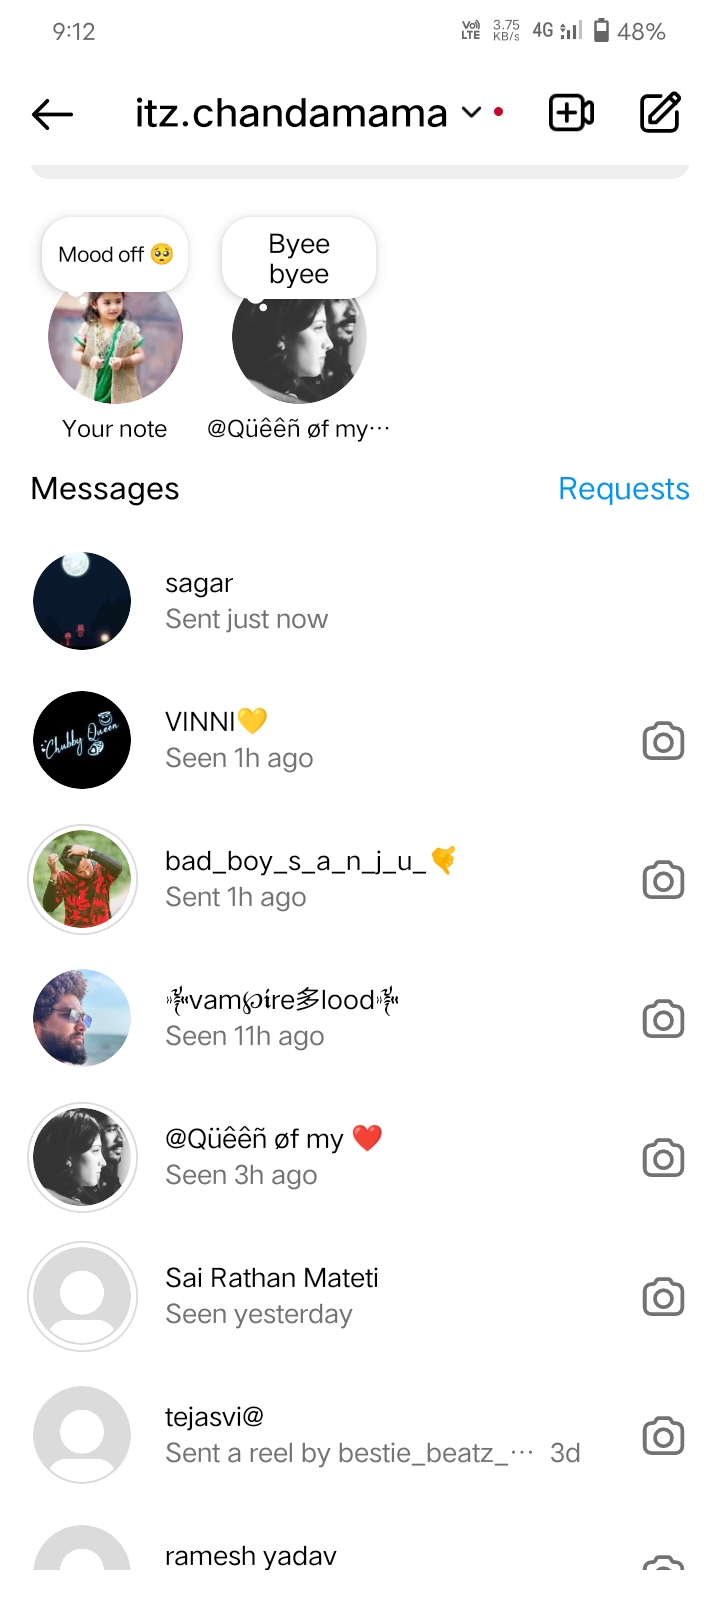 9:12 Vo) LTE 3.75 KB/s 4G 48%
itz.chandamama
Mood off 🥺
Byee
byee
Your note
@Qüêêñ øf my···
Messages
Requests
sagar
Sent just now
Chubby Queen
VINNI💛
Seen 1h ago
bad_boy_s_a_n_j_u_🤙
Sent 1h ago
vam℘íre多lood
Seen 11h ago
@Qüêêñ øf my ❤️
Seen 3h ago
Sai Rathan Mateti
Seen yesterday
tejasvi@
Sent a reel by bestie_beatz_··· 3d
ramesh yadav